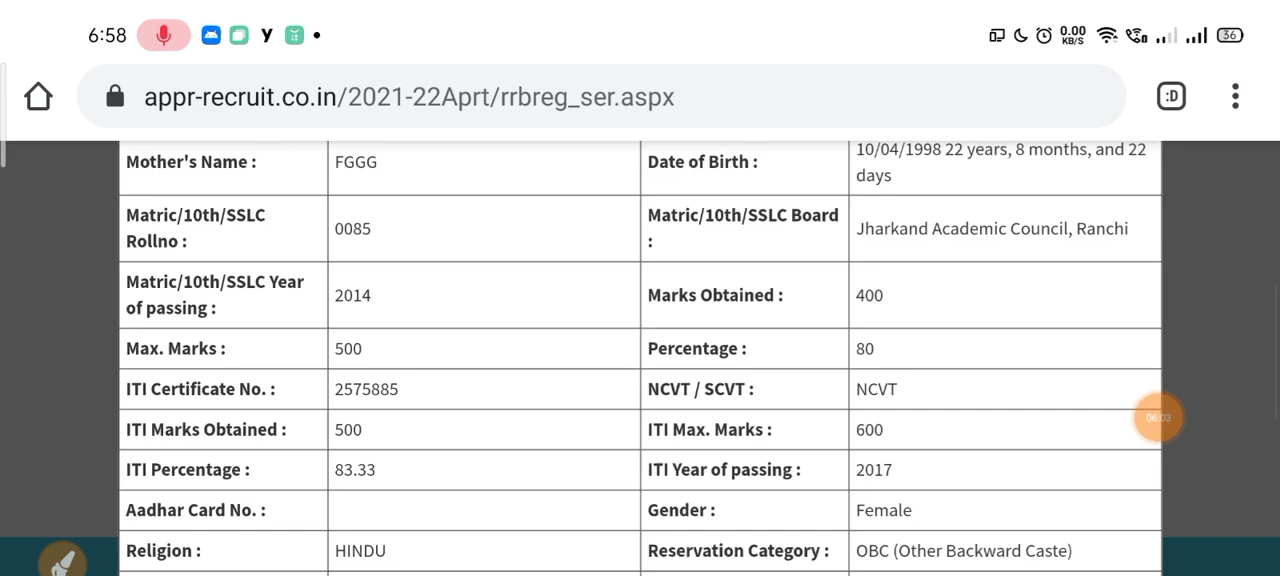 6:58 y 0.00 KB/S 36
appr-recruit.co.in/2021-22Aprt/rrbreg_ser.aspx :D
Mother's Name : FGGG Date of Birth : 10/04/1998 22 years, 8 months, and 22
days
Matric/10th/SSLC
Rollno : 0085 Matric/10th/SSLC Board
: Jharkand Academic Council, Ranchi
Matric/10th/SSLC Year
of passing : 2014 Marks Obtained : 400
Max. Marks : 500 Percentage : 80
ITI Certificate No. : 2575885 NCVT / SCVT : NCVT
ITI Marks Obtained : 500 ITI Max. Marks : 600
06:03
ITI Percentage : 83.33 ITI Year of passing : 2017
Aadhar Card No. : Gender : Female
Religion : HINDU Reservation Category : OBC (Other Backward Caste)